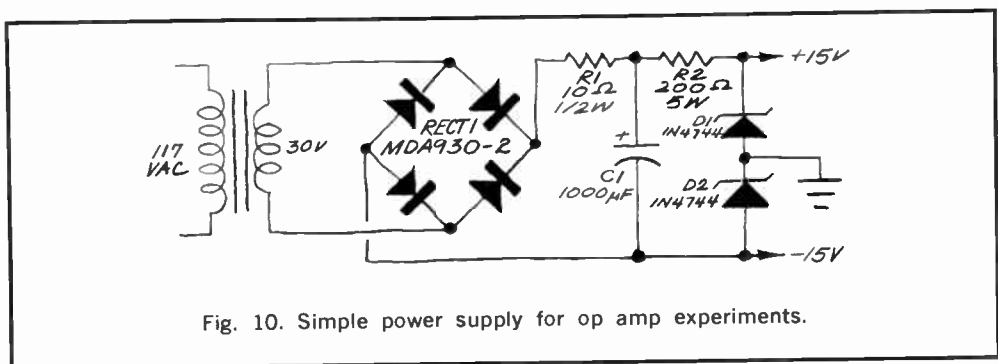 117
VAC
30V
RECT1
MDA930-2
R1
10Ω
1/2W
R2
200Ω
5W
+15V
D1
1N4744
+
C1
1000µF
D2
1N4744
-15V
Fig. 10. Simple power supply for op amp experiments.